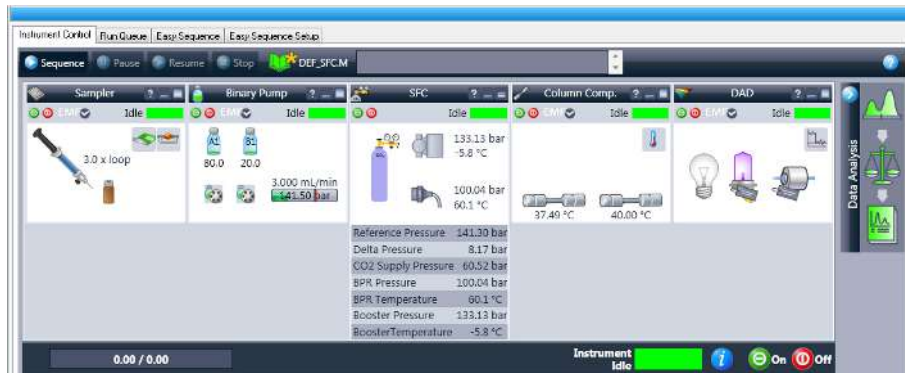 Instrument Control Run Queue Easy Sequence Easy Sequence Setup
Sequence Pause Resume Stop DEF_SFC.M
Sampler ? Binary Pump ? SFC ? Column Comp. ? DAD ?
EMF Idle EMF Idle Idle EMF Idle EMF Idle
3.0 x loop
A1 B1
80.0 20.0
3.000 mL/min
141.50 bar
133.13 bar
-5.8 °C
100.04 bar
60.1 °C
37.49 °C 40.00 °C
Data Analysis
Reference Pressure 141.30 bar
Delta Pressure 8.17 bar
CO2 Supply Pressure 60.52 bar
BPR Pressure 100.04 bar
BPR Temperature 60.1 °C
Booster Pressure 133.13 bar
BoosterTemperature -5.8 °C
0.00 / 0.00
Instrument
Idle
On Off